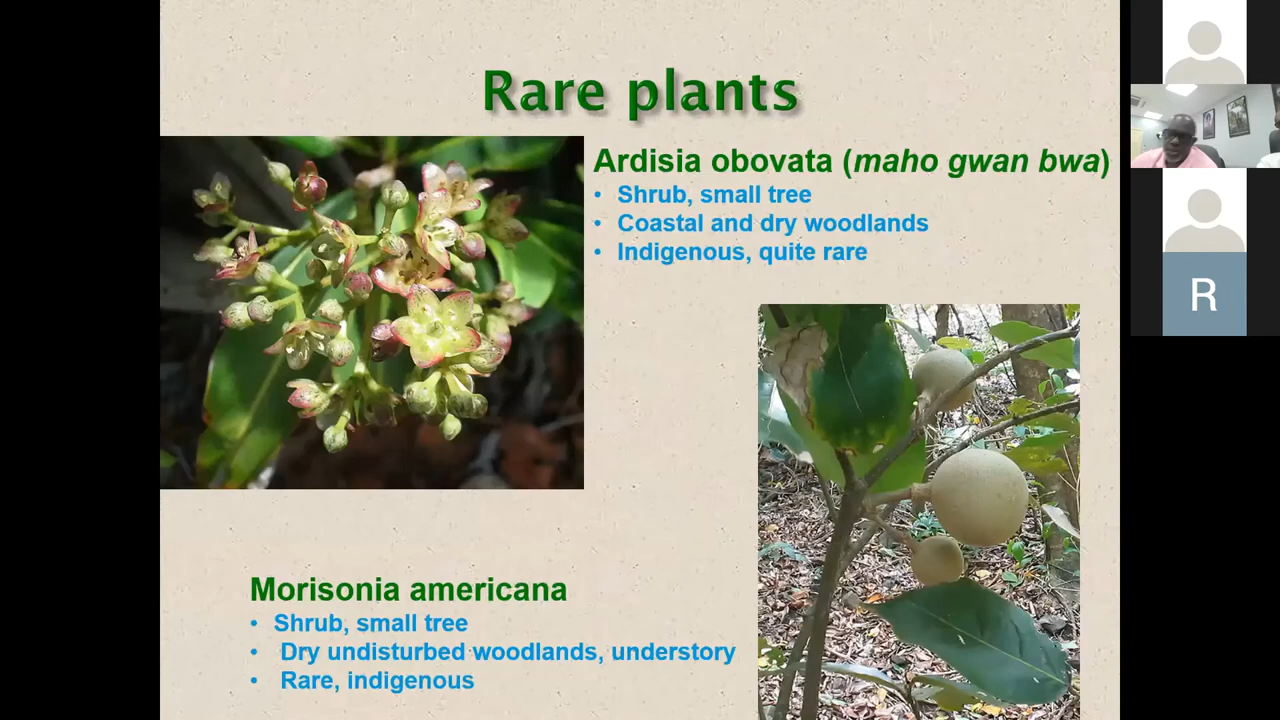 Rare plants
Ardisia obovata (maho gwan bwa)
• Shrub, small tree
• Coastal and dry woodlands
• Indigenous, quite rare
Morisonia americana
• Shrub, small tree
• Dry undisturbed woodlands, understory
• Rare, indigenous
R